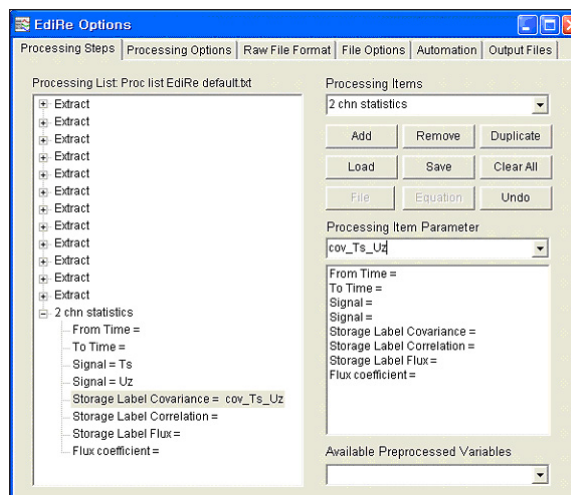 EdiRe Options
Processing Steps
Processing Options
Raw File Format
File Options
Automation
Output Files
Processing List: Proc list EdiRe default.txt
Extract
Extract
Extract
Extract
Extract
Extract
Extract
Extract
Extract
Extract
Extract
Extract
2 chn statistics
From Time =
To Time =
Signal = Ts
Signal = Uz
Storage Label Covariance = cov_Ts_Uz
Storage Label Correlation =
Storage Label Flux =
Flux coefficient =
Processing Items
2 chn statistics
Add
Remove
Duplicate
Load
Save
Clear All
File
Equation
Undo
Processing Item Parameter
cov_Ts_Uz
From Time =
To Time =
Signal =
Signal =
Storage Label Covariance =
Storage Label Correlation =
Storage Label Flux =
Flux coefficient =
Available Preprocessed Variables